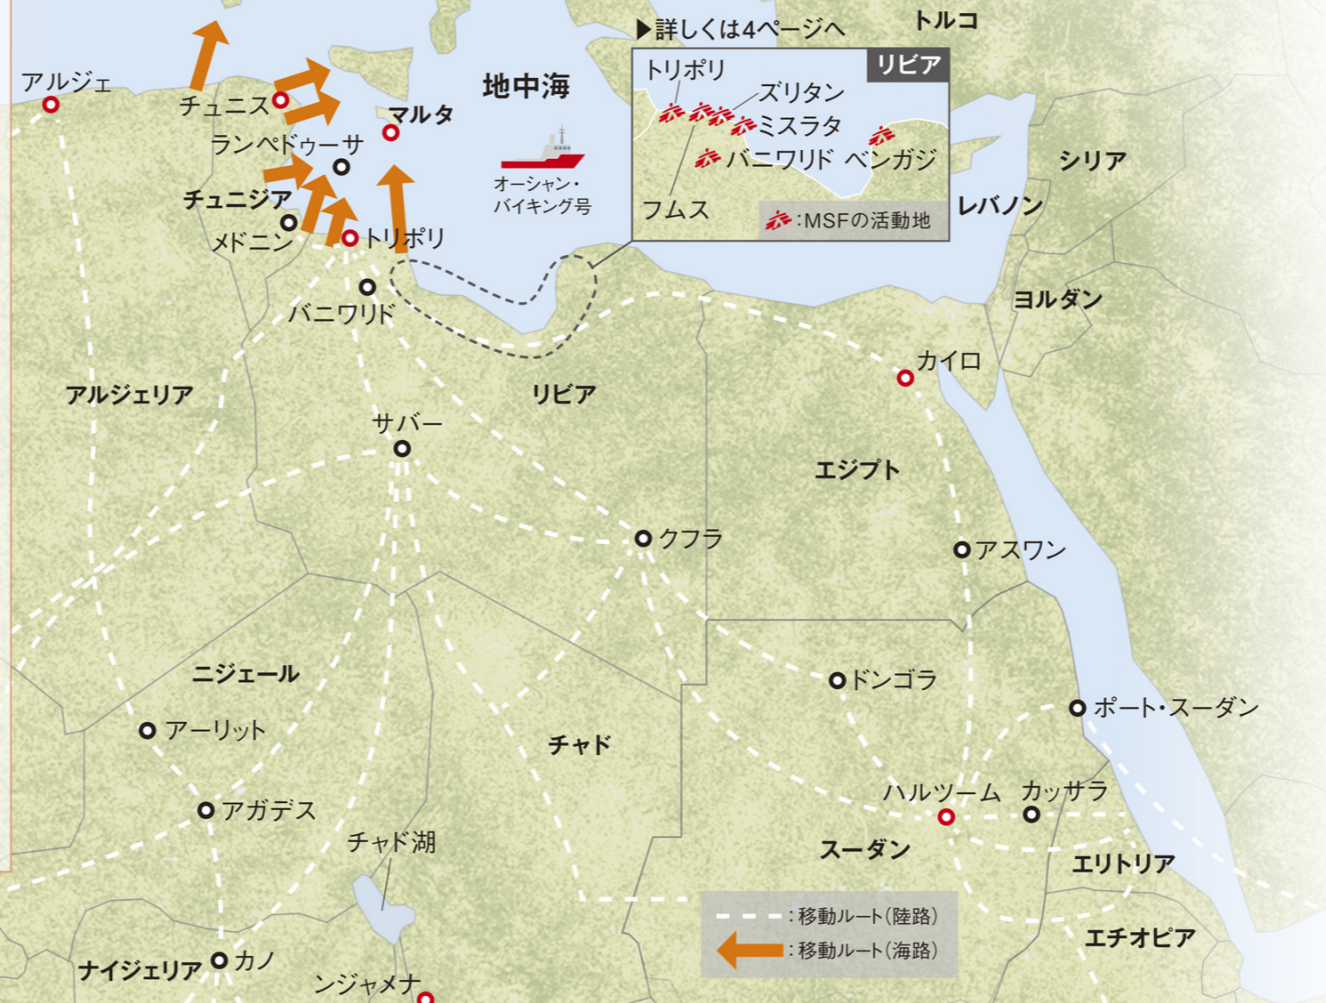 ▶詳しくは4ページへ
トルコ
リビア
トリポリ
ズリタン
ミスラタ
バニワリド
ベンガジ
フムス
:MSFの活動地
アルジェ
チュニス
地中海
マルタ
ランペドゥーサ
オーシャン・
バイキング号
チュニジア
メドニン
トリポリ
バニワリド
シリア
レバノン
ヨルダン
カイロ
アルジェリア
リビア
サバー
エジプト
クフラ
アスワン
ニジェール
ドンゴラ
ポート・スーダン
アーリット
チャド
ハルツーム
カッサラ
アガデス
チャド湖
スーダン
エリトリア
:移動ルート(陸路)
:移動ルート(海路)
エチオピア
ナイジェリア
カノ
ンジャメナ